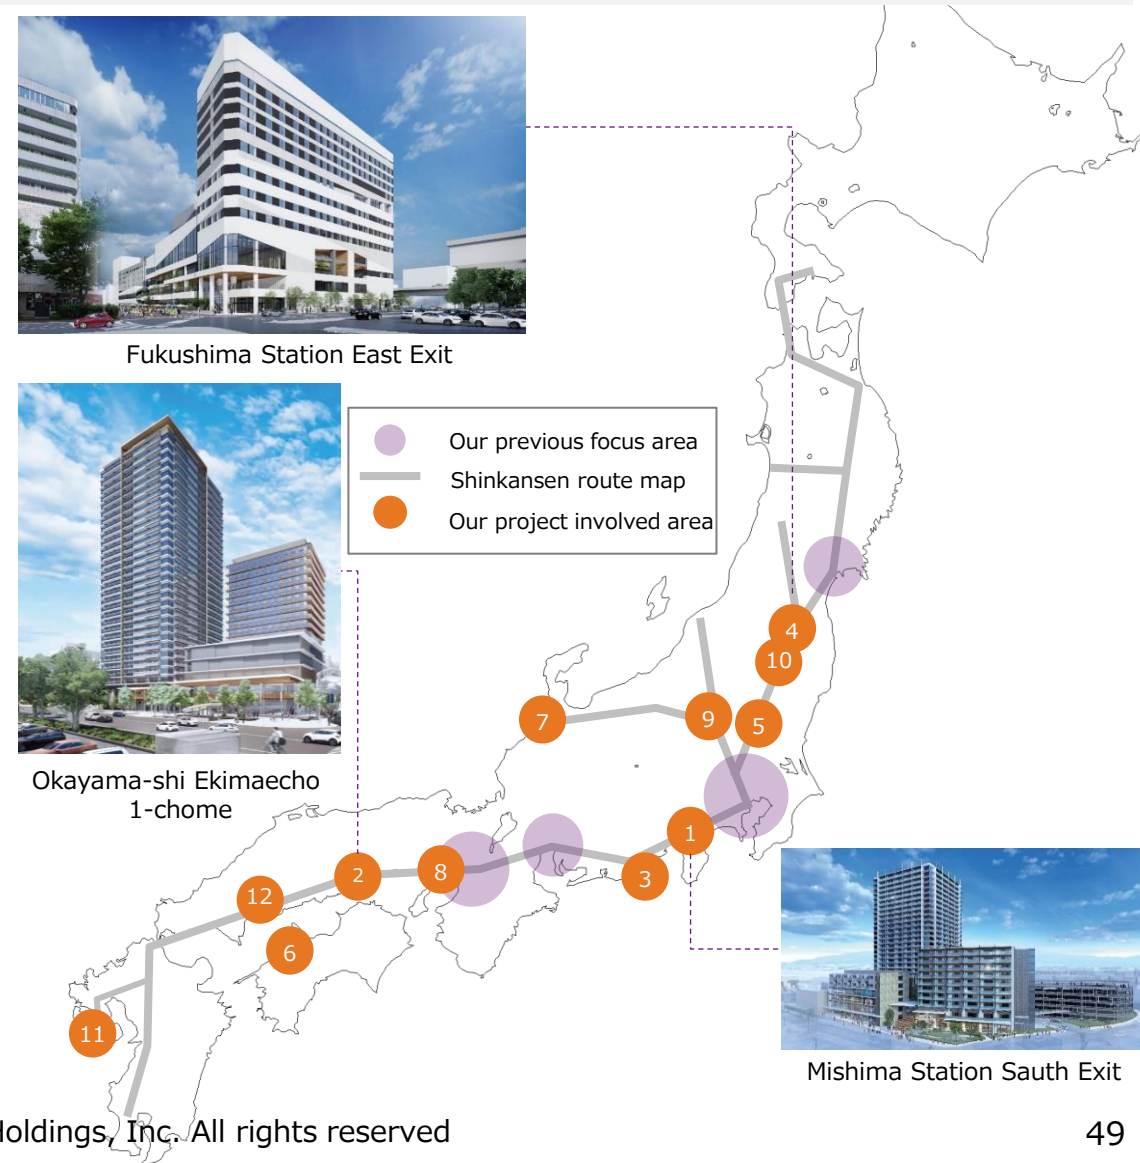 Fukushima Station East Exit
Our previous focus area
Shinkansen route map
Our project involved area
4
10
7
9
5
Okayama-shi Ekimaecho
1-chome
1
2
8
3
12
6
11
Mishima Station Sauth Exit
Holdings, Inc. All rights reserved
49